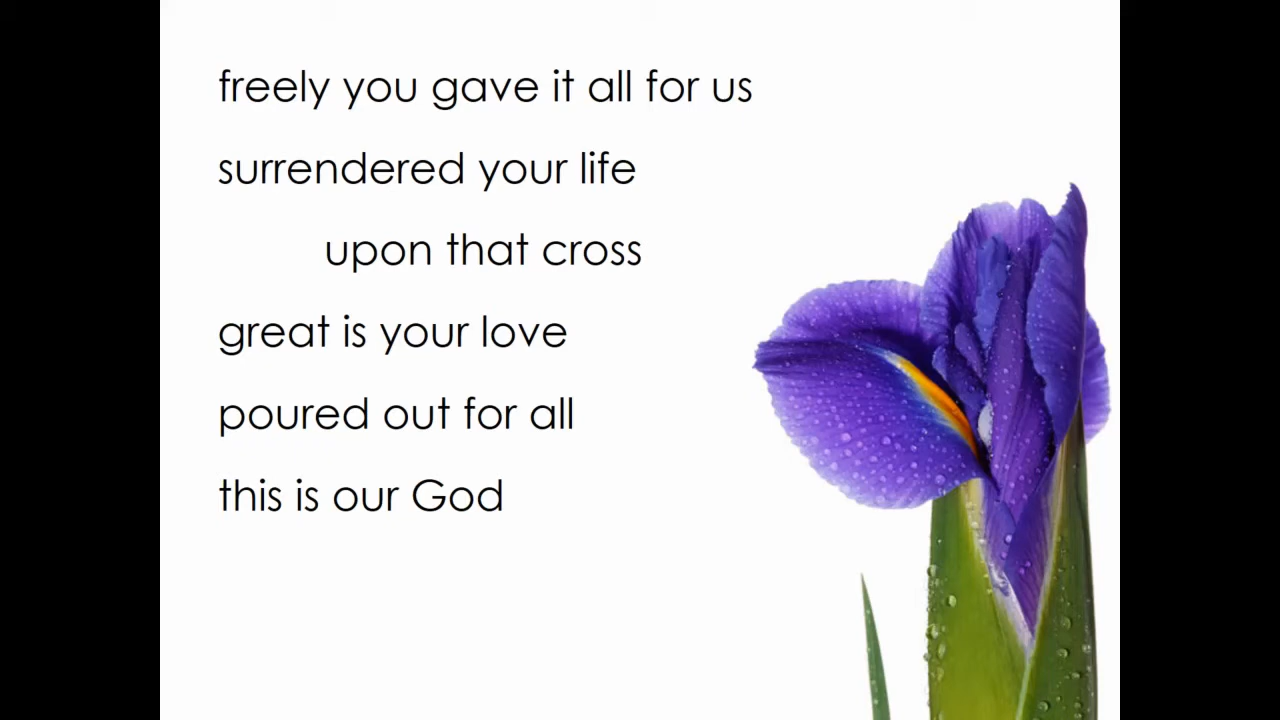 freely you gave it all for us
surrendered your life
upon that cross
great is your love
poured out for all
this is our God